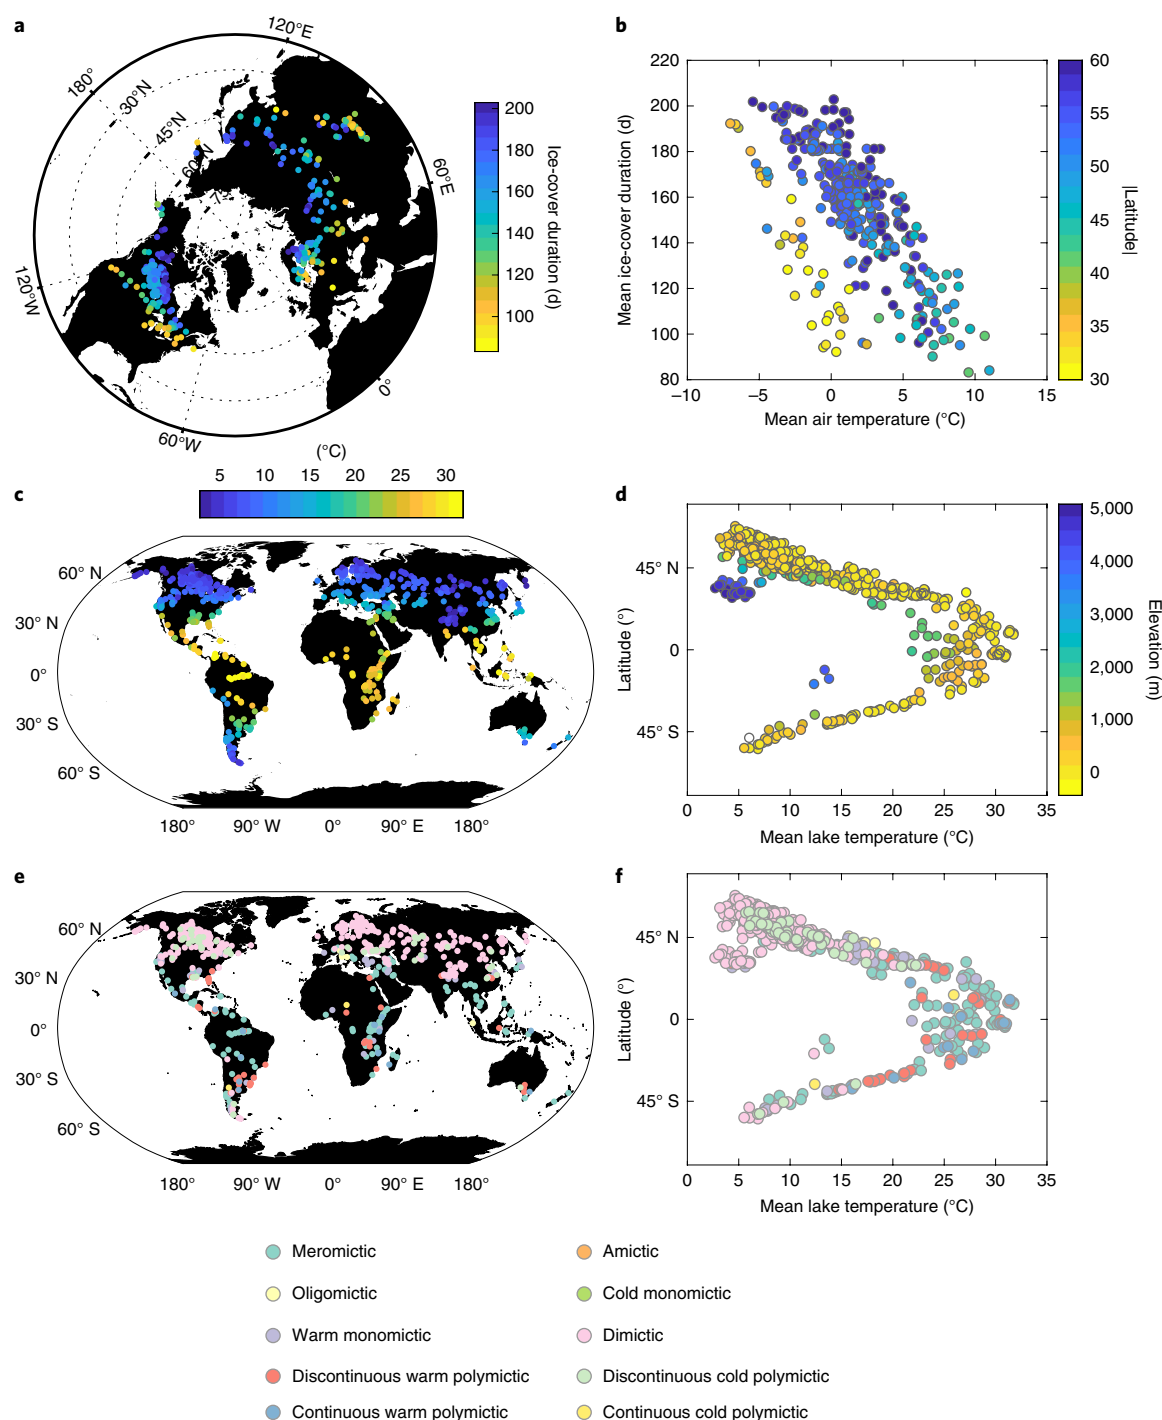 a
120°E
180°
30°N
45°N
60°N
60°E
120°W
0°
60°W
200
180
160
140
120
100
Ice-cover duration (d)
b
220
200
180
160
140
120
100
80
Mean ice-cover duration (d)
–10
–5
0
5
10
15
Mean air temperature (°C)
60
55
50
45
40
35
30
|Latitude|
(°C)
5
10
15
20
25
30
c
60° N
30° N
0°
30° S
60° S
180°
90° W
0°
90° E
180°
d
45° N
0
45° S
Latitude (°)
0
5
10
15
20
25
30
35
Mean lake temperature (°C)
5,000
4,000
3,000
2,000
1,000
0
Elevation (m)
e
60° N
30° N
0°
30° S
60° S
180°
90° W
0°
90° E
180°
f
45° N
0
45° S
Latitude (°)
0
5
10
15
20
25
30
35
Mean lake temperature (°C)
Meromictic
Amictic
Oligomictic
Cold monomictic
Warm monomictic
Dimictic
Discontinuous warm polymictic
Discontinuous cold polymictic
Continuous warm polymictic
Continuous cold polymictic